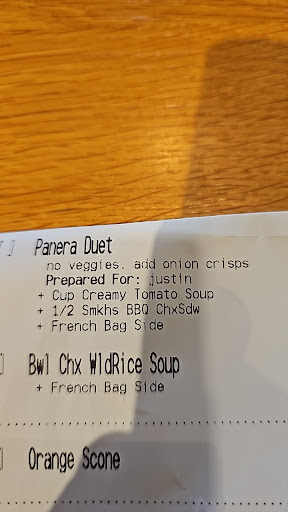 [ ] Panera Duet
no veggies. add onion crisps
Prepared For: justin
+ Cup Creamy Tomato Soup
+ 1/2 Smkhs BBQ ChxSdw
+ French Bag Side
] Bwl Chx WldRice Soup
+ French Bag Side
] Orange Scone